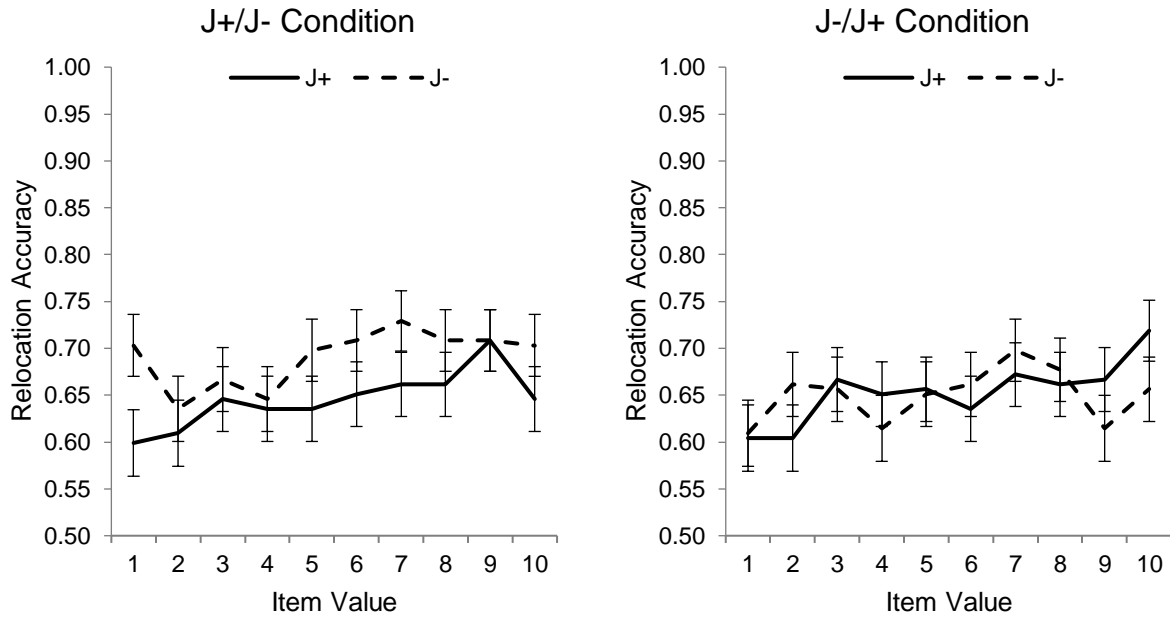 J+/J- Condition
J+ J-
1.00
0.95
0.90
0.85
0.80
0.75
0.70
0.65
0.60
0.55
0.50
Relocation Accuracy
1 2 3 4 5 6 7 8 9 10
Item Value
J-/J+ Condition
J+ J-
1.00
0.95
0.90
0.85
0.80
0.75
0.70
0.65
0.60
0.55
0.50
Relocation Accuracy
1 2 3 4 5 6 7 8 9 10
Item Value